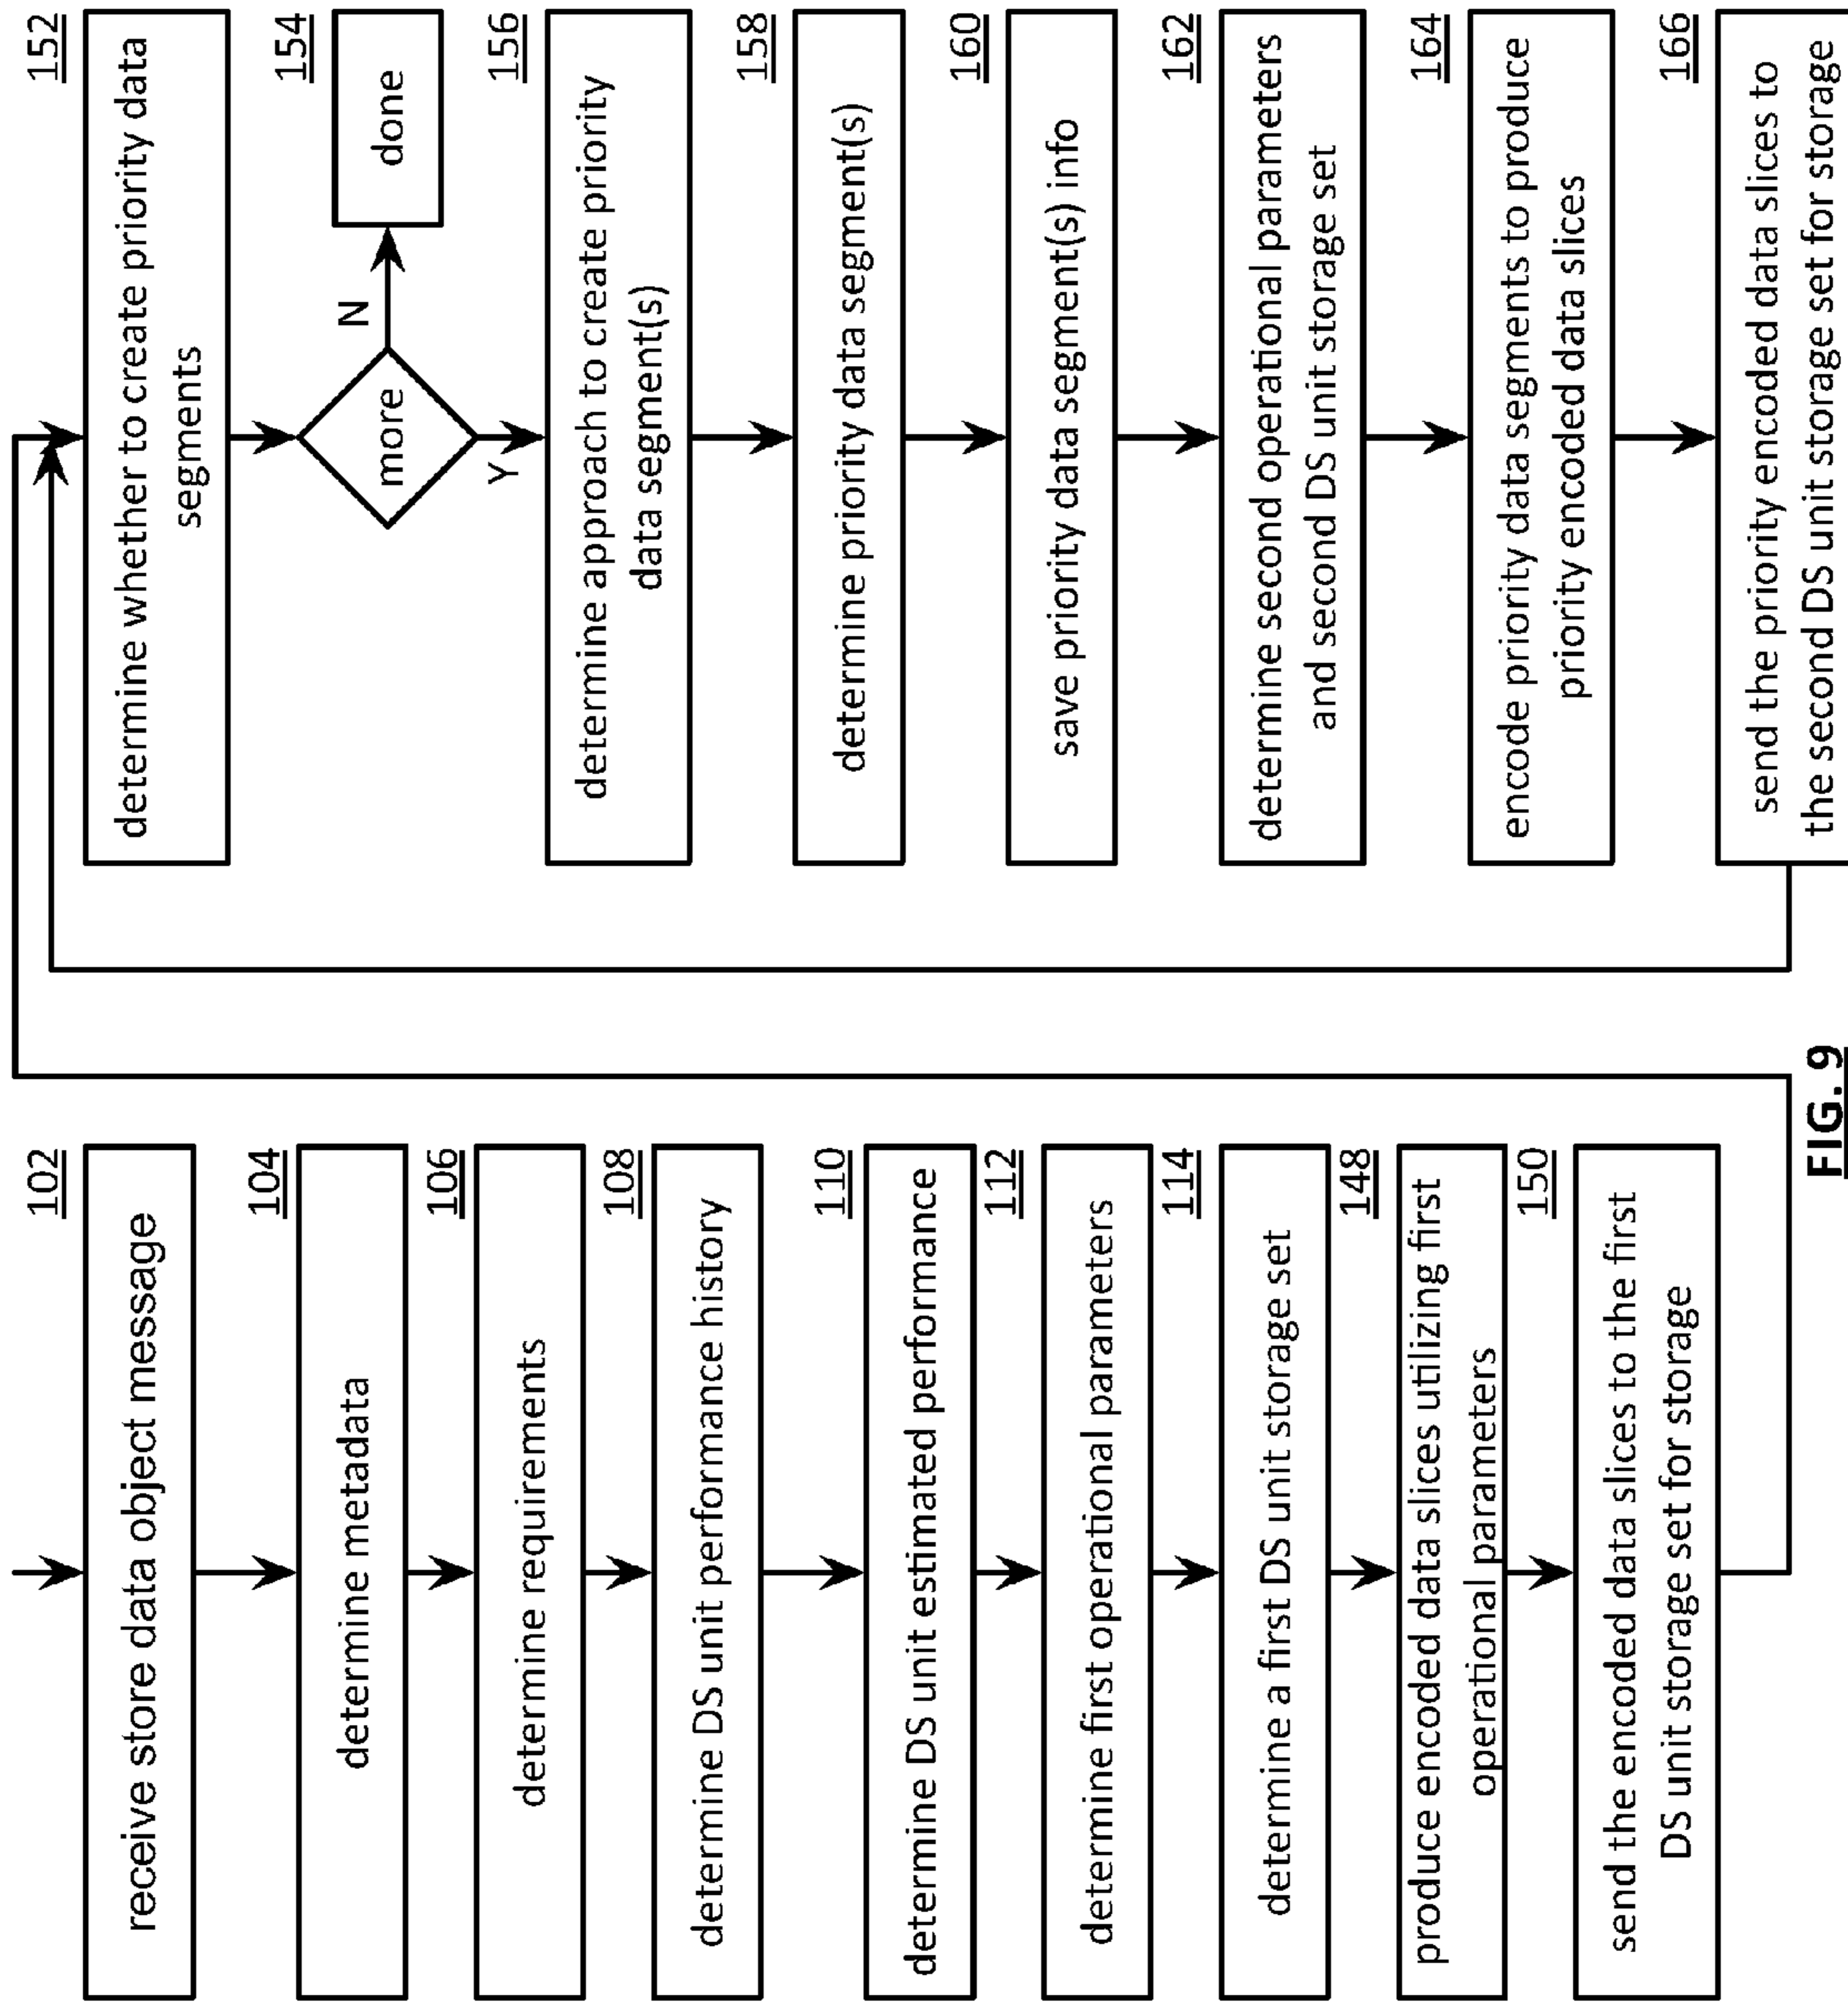 102
receive store data object message
104
determine metadata
106
determine requirements
108
determine DS unit performance history
110
determine DS unit estimated performance
112
determine first operational parameters
114
determine a first DS unit storage set
148
produce encoded data slices utilizing first
operational parameters
150
send the encoded data slices to the first
DS unit storage set for storage
152
determine whether to create priority data
segments
154
more
N
done
Y
156
determine approach to create priority
data segment(s)
158
determine priority data segment(s)
160
save priority data segment(s) info
162
determine second operational parameters
and second DS unit storage set
164
encode priority data segments to produce
priority encoded data slices
166
send the priority encoded data slices to
the second DS unit storage set for storage
FIG. 9